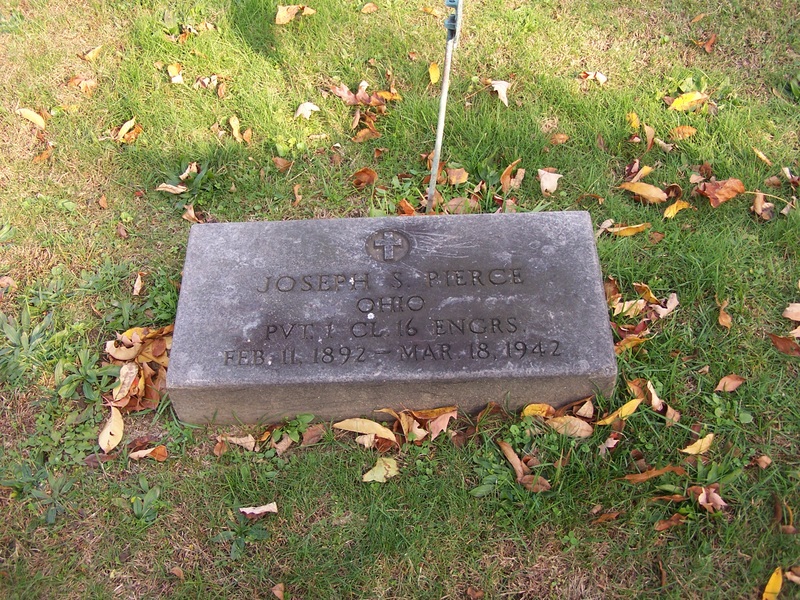 JOSEPH S. PIERCE
OHIO
PVT. 1 CL. 16 ENGRS.
FEB. 11, 1892 – MAR. 18, 1942